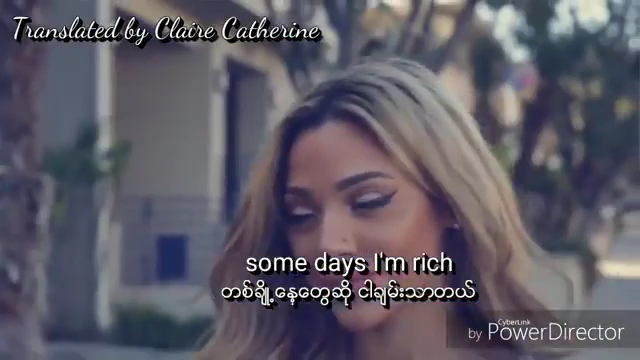 Translated by Claire Catherine
some days I'm rich
တစ်ချို့နေ့တွေဆို ငါချမ်းသာတယ်
CyberLink
by PowerDirector